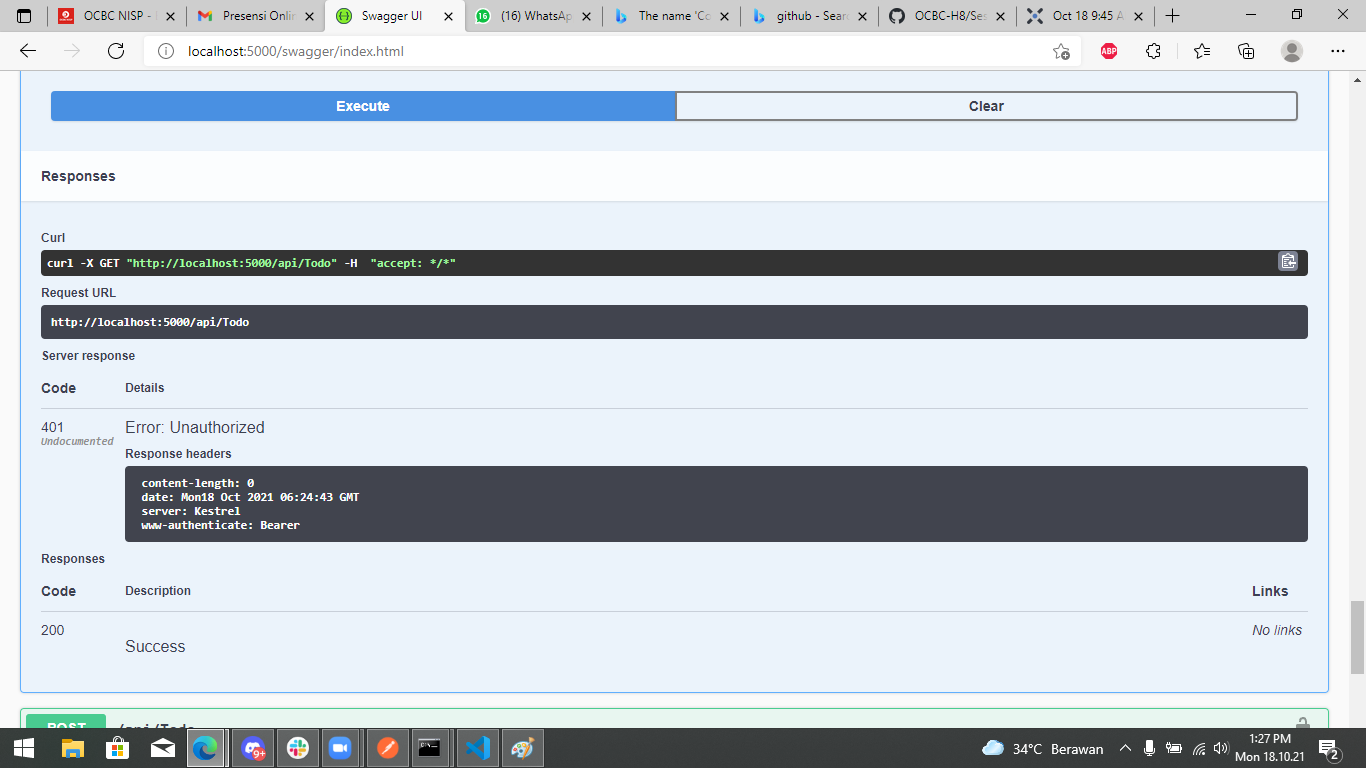 OCBC NISP -
Presensi Onlin
Swagger UI
16
(16) WhatsAp
The name 'Co
github - Sear
OCBC-H8/Ses
Oct 18 9:45 A
localhost:5000/swagger/index.html
ABP
Execute
Clear
Responses
Curl
curl -X GET "http://localhost:5000/api/Todo" -H  "accept: */*"
Request URL
http://localhost:5000/api/Todo
Server response
Code
Details
401
Undocumented
Error: Unauthorized
Response headers
content-length: 0
date: Mon18 Oct 2021 06:24:43 GMT
server: Kestrel
www-authenticate: Bearer
Responses
Code
Description
Links
200
Success
No links
POST
/api/Todo
9+
34°C Berawan
1:27 PM
Mon 18.10.21
2